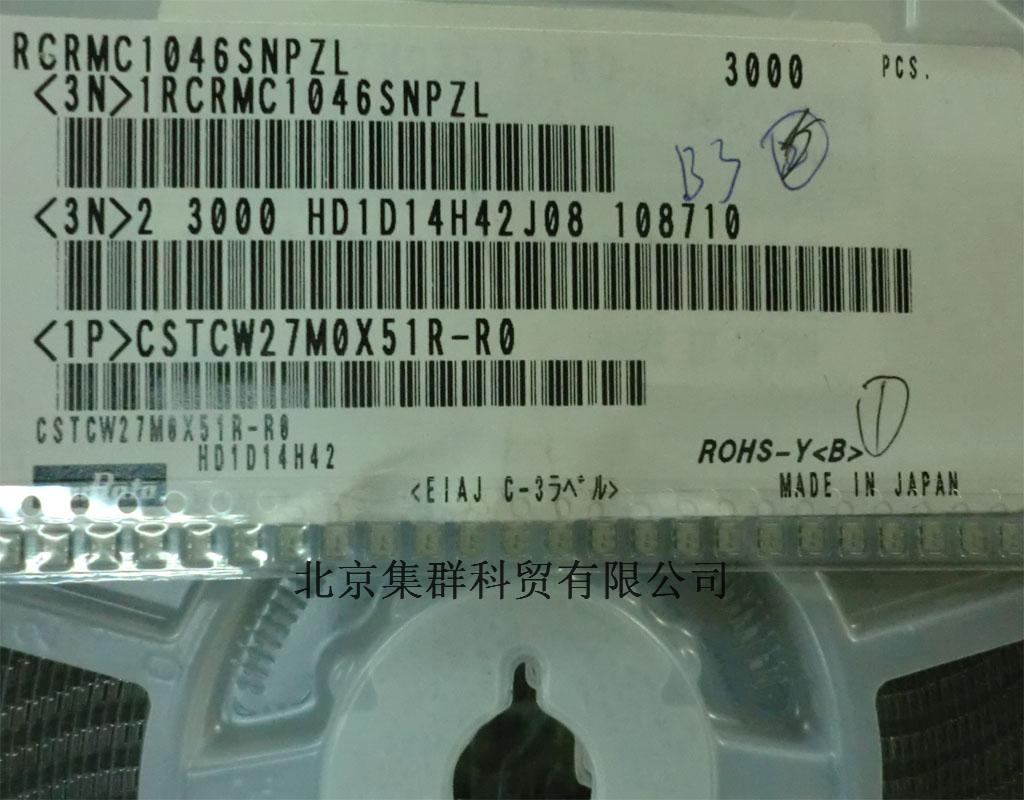 RCRMC1046SNPZL 3000 PCS.
<3N>1RCRMC1046SNPZL
B3
<3N>2 3000 HD1D14H42J08 108710
<1P>CSTCW27M0X51R-R0
CSTCW27M0X51R-R0
HD1D14H42
ROHS-Y<B> 1
<EIAJ C-3ラベル> MADE IN JAPAN
北京集群科贸有限公司